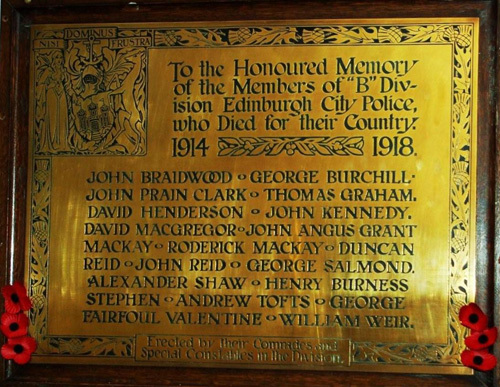 NISI DOMINUS FRUSTRA
To the Honoured Memory
of the Members of "B" Div-
ision Edinburgh City Police,
who Died for their Country.
1914 1918.
JOHN BRAIDWOOD o GEORGE BURCHILL.
JOHN PRAIN CLARK o THOMAS GRAHAM.
DAVID HENDERSON o JOHN KENNEDY.
DAVID MACGREGOR o JOHN ANGUS GRANT
MACKAY o RODERICK MACKAY o DUNCAN
REID o JOHN REID o GEORGE SALMOND.
ALEXANDER SHAW o HENRY BURNESS
STEPHEN o ANDREW TOFTS o GEORGE
FAIRFOUL VALENTINE o WILLIAM WEIR.
Erected by their Comrades and
Special Constables in the Division.